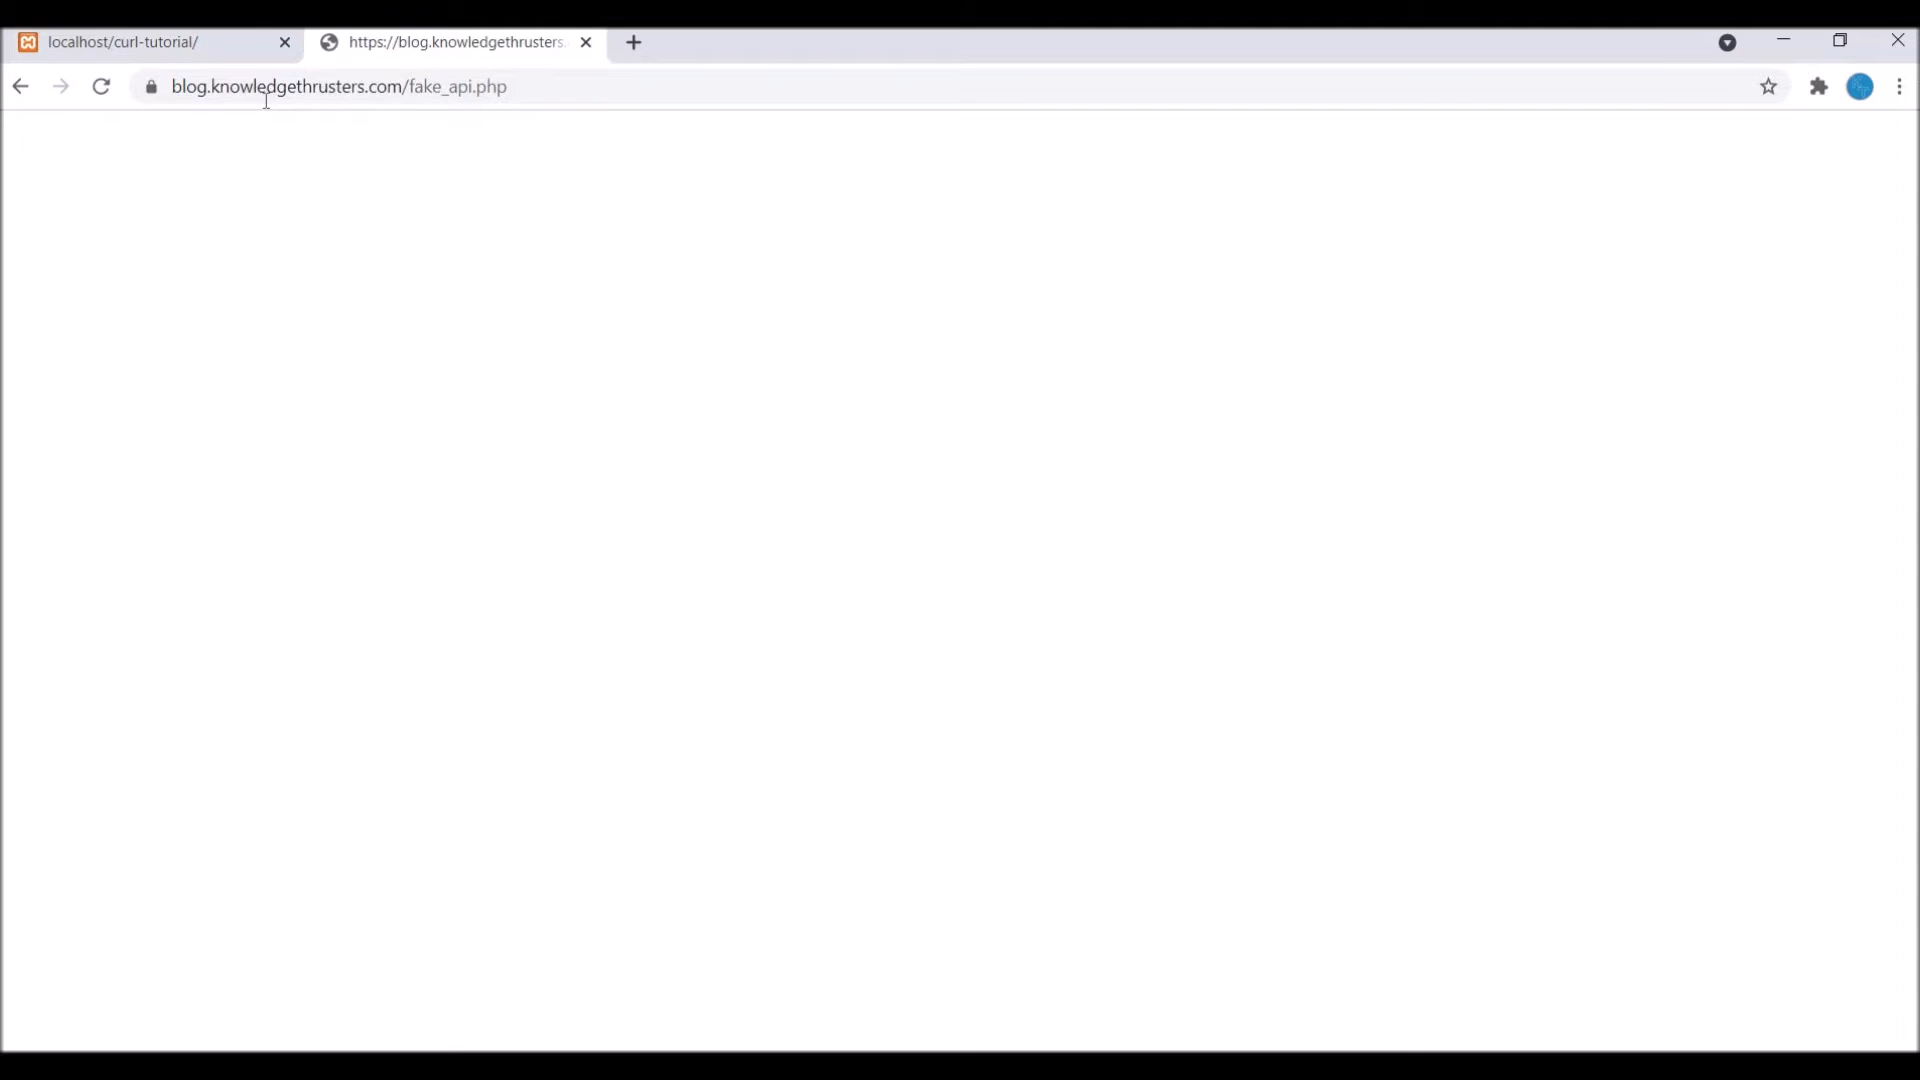 localhost/curl-tutorial/
https://blog.knowledgethrusters.
blog.knowledgethrusters.com/fake_api.php